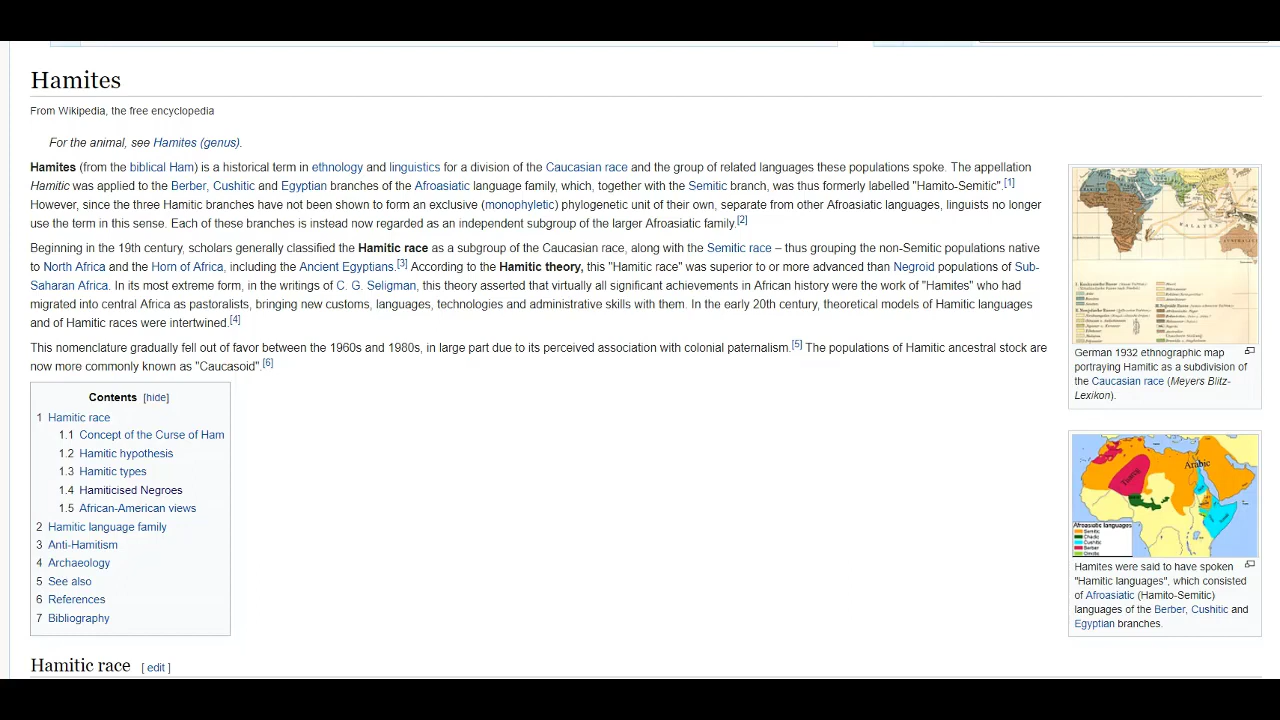 Hamites
From Wikipedia, the free encyclopedia
For the animal, see Hamites (genus).
Hamites (from the biblical Ham) is a historical term in ethnology and linguistics for a division of the Caucasian race and the group of related languages these populations spoke. The appellation
Hamitic was applied to the Berber, Cushitic and Egyptian branches of the Afroasiatic language family, which, together with the Semitic branch, was thus formerly labelled "Hamito-Semitic".[1]
However, since the three Hamitic branches have not been shown to form an exclusive (monophyletic) phylogenetic unit of their own, separate from other Afroasiatic languages, linguists no longer
use the term in this sense. Each of these branches is instead now regarded as an independent subgroup of the larger Afroasiatic family.[2]
Beginning in the 19th century, scholars generally classified the Hamitic race as a subgroup of the Caucasian race, along with the Semitic race – thus grouping the non-Semitic populations native
to North Africa and the Horn of Africa, including the Ancient Egyptians.[3] According to the Hamitic theory, this "Hamitic race" was superior to or more advanced than Negroid populations of Sub-
Saharan Africa. In its most extreme form, in the writings of C. G. Seligman, this theory asserted that virtually all significant achievements in African history were the work of "Hamites" who had
migrated into central Africa as pastoralists, bringing new customs, languages, technologies and administrative skills with them. In the early 20th century theoretical models of Hamitic languages
and of Hamitic races were intertwined.[4]
This nomenclature gradually fell out of favor between the 1960s and 1980s, in large part due to its perceived association with colonial paternalism.[5] The populations of Hamitic ancestral stock are
now more commonly known as "Caucasoid".[6]
Contents [hide]
1 Hamitic race
1.1 Concept of the Curse of Ham
1.2 Hamitic hypothesis
1.3 Hamitic types
1.4 Hamiticised Negroes
1.5 African-American views
2 Hamitic language family
3 Anti-Hamitism
4 Archaeology
5 See also
6 References
7 Bibliography
Hamitic race [ edit ]
German 1932 ethnographic map
portraying Hamitic as a subdivision of
the Caucasian race (Meyers Blitz-
Lexikon).
Arabic
Tuareg
Afroasiatic languages
Semitic
Chadic
Cushitic
Berber
Omotic
Hamites were said to have spoken
"Hamitic languages", which consisted
of Afroasiatic (Hamito-Semitic)
languages of the Berber, Cushitic and
Egyptian branches.